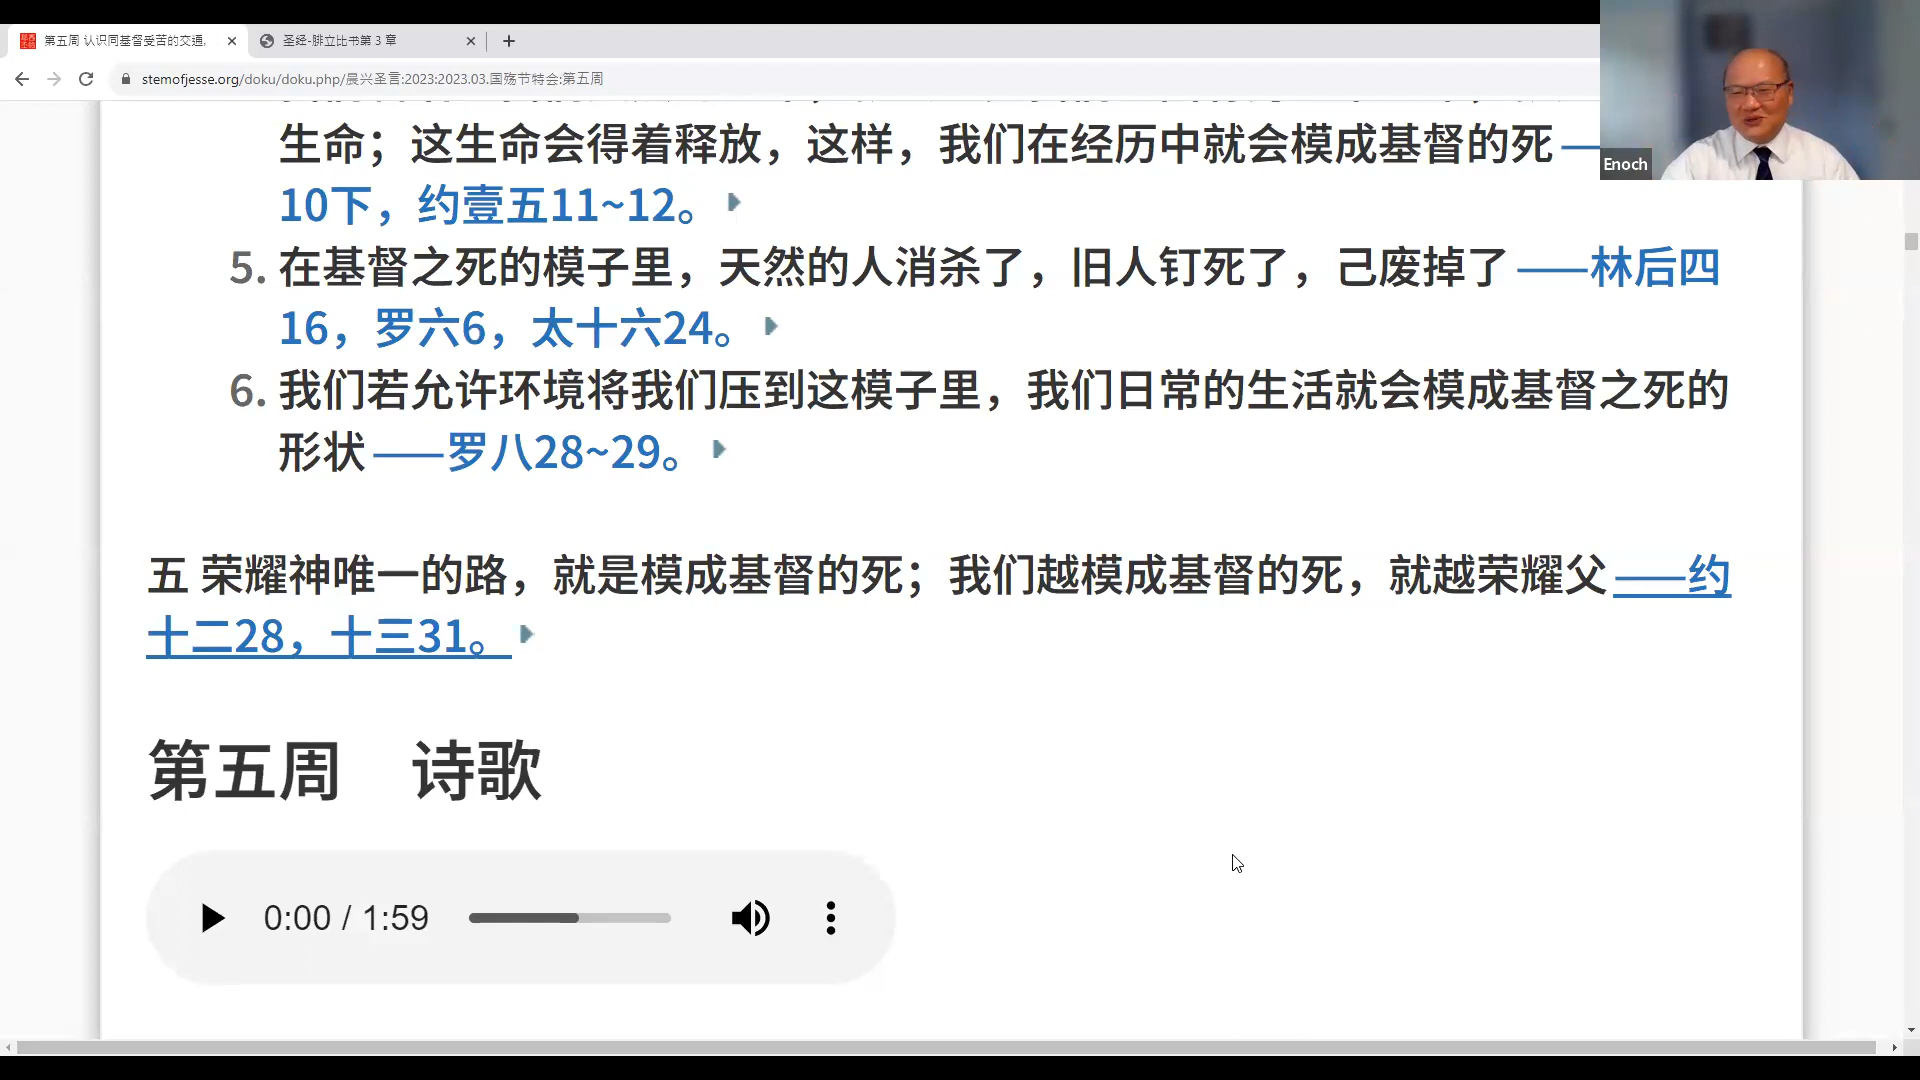 第五周 认识同基督受苦的交通,
圣经-腓立比书第 3 章
stemofjesse.org/doku/doku.php/晨兴圣言:2023:2023.03.国殇节特会:第五周
Enoch
生命；这生命会得着释放，这样，我们在经历中就会模成基督的死—
10下，约壹五11~12。
5. 在基督之死的模子里，天然的人消杀了，旧人钉死了，己废掉了——林后四
16，罗六6，太十六24。
6. 我们若允许环境将我们压到这模子里，我们日常的生活就会模成基督之死的
形状——罗八28~29。
五 荣耀神唯一的路，就是模成基督的死；我们越模成基督的死，就越荣耀父——约
十二28，十三31。
第五周 诗歌
0:00 / 1:59